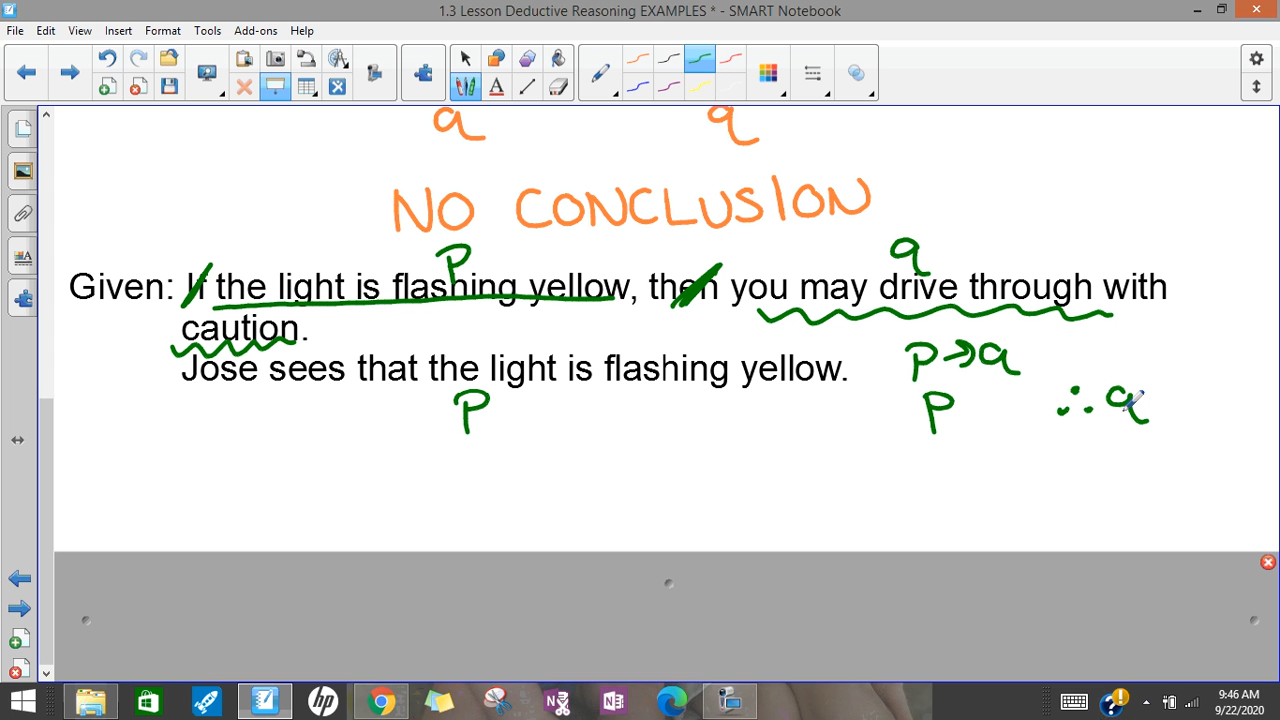 1.3 Lesson Deductive Reasoning EXAMPLES * - SMART Notebook
File Edit View Insert Format Tools Add-ons Help
q q
NO CONCLUSION
p q
Given: If the light is flashing yellow, then you may drive through with
caution.
p→q
Jose sees that the light is flashing yellow.
p p ∴ q
9:46 AM
9/22/2020